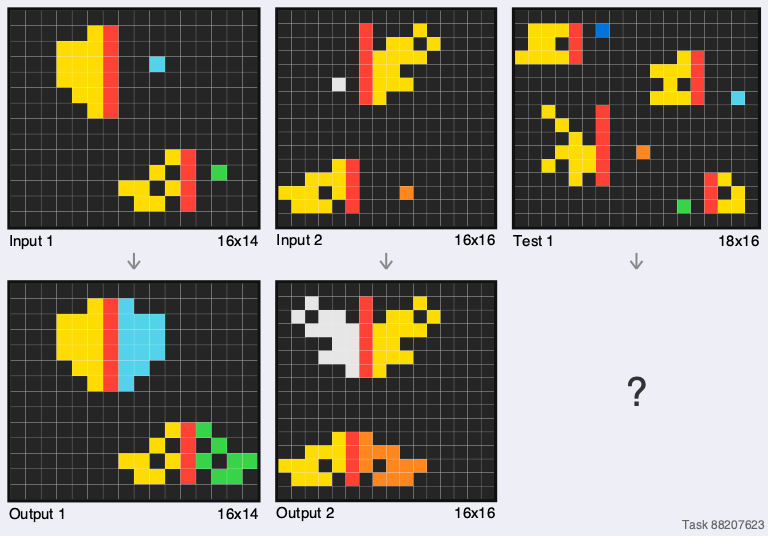 Input 1 16x14
Input 2 16x16
Test 1 18x16
?
Output 1 16x14
Output 2 16x16
Task 88207623